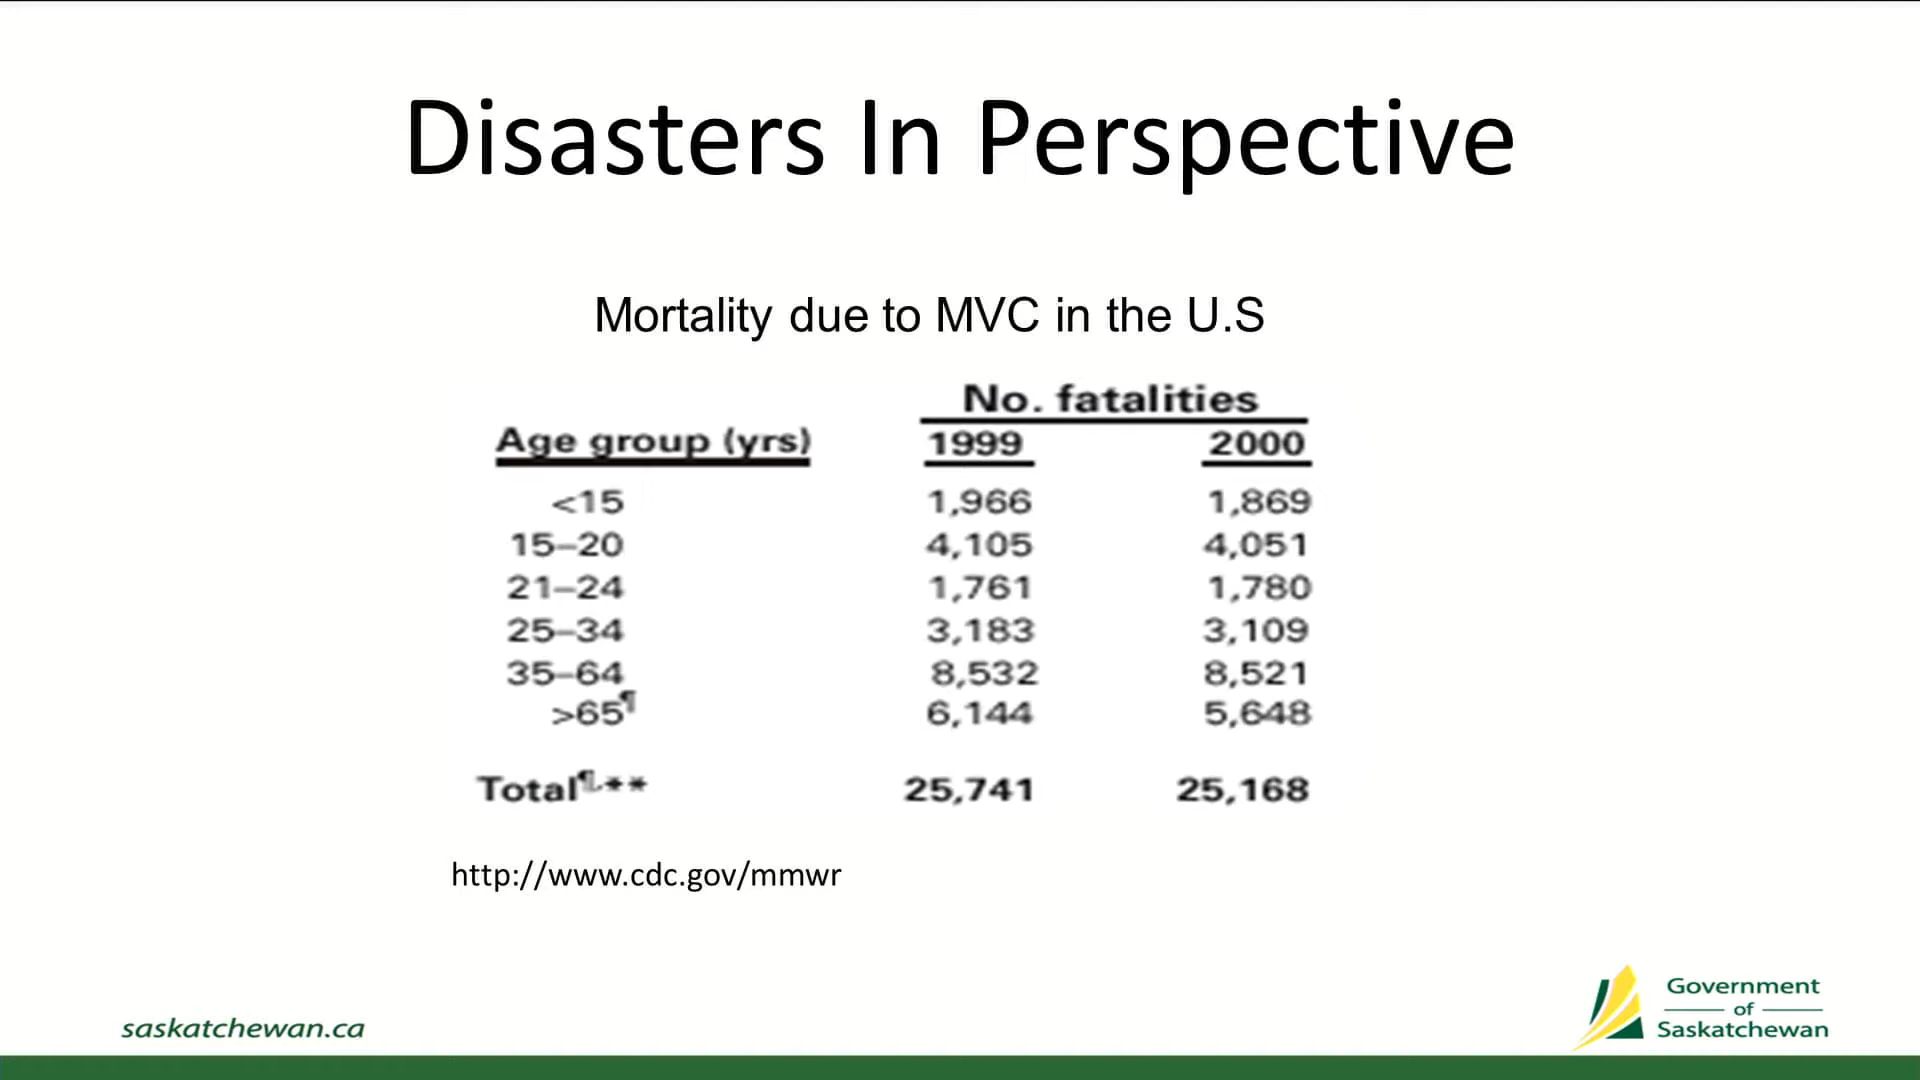 Disasters In Perspective
Mortality due to MVC in the U.S
No. fatalities
Age group (yrs) 1999 2000
<15 1,966 1,869
15–20 4,105 4,051
21–24 1,761 1,780
25–34 3,183 3,109
35–64 8,532 8,521
>65¶ 6,144 5,648
Total¶,** 25,741 25,168
http://www.cdc.gov/mmwr
saskatchewan.ca
Government
of
Saskatchewan